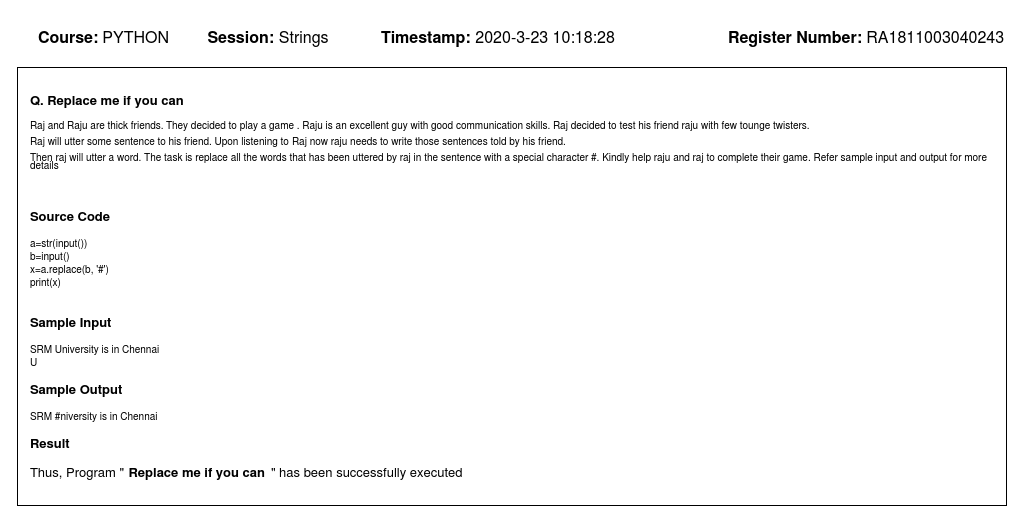 Course: PYTHON Session: Strings Timestamp: 2020-3-23 10:18:28 Register Number: RA1811003040243
Q. Replace me if you can
Raj and Raju are thick friends. They decided to play a game . Raju is an excellent guy with good communication skills. Raj decided to test his friend raju with few tounge twisters.
Raj will utter some sentence to his friend. Upon listening to Raj now raju needs to write those sentences told by his friend.
Then raj will utter a word. The task is replace all the words that has been uttered by raj in the sentence with a special character #. Kindly help raju and raj to complete their game. Refer sample input and output for more
details
Source Code
a=str(input())
b=input()
x=a.replace(b, '#')
print(x)
Sample Input
SRM University is in Chennai
U
Sample Output
SRM #niversity is in Chennai
Result
Thus, Program " Replace me if you can " has been successfully executed